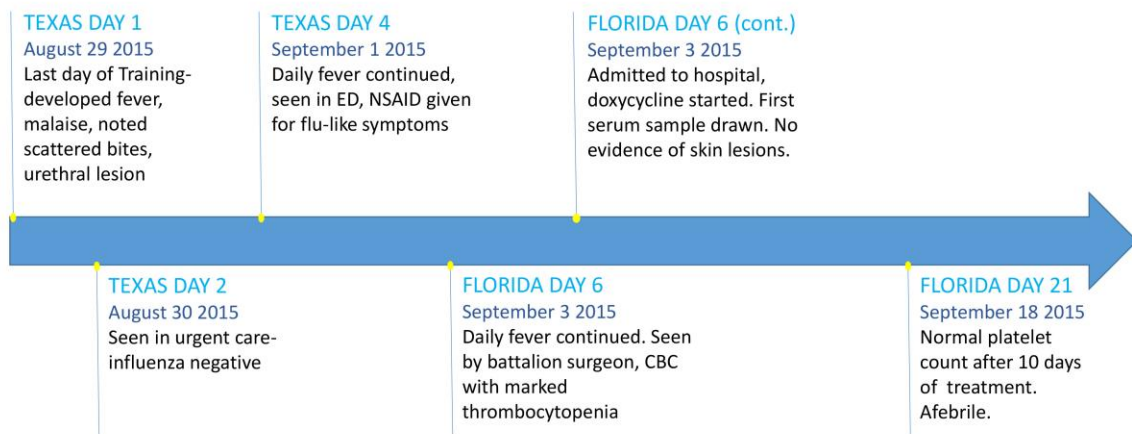 TEXAS DAY 1
August 29 2015
Last day of Training-
developed fever,
malaise, noted
scattered bites,
urethral lesion
TEXAS DAY 4
September 1 2015
Daily fever continued,
seen in ED, NSAID given
for flu-like symptoms
FLORIDA DAY 6 (cont.)
September 3 2015
Admitted to hospital,
doxycycline started. First
serum sample drawn. No
evidence of skin lesions.
TEXAS DAY 2
August 30 2015
Seen in urgent care-
influenza negative
FLORIDA DAY 6
September 3 2015
Daily fever continued. Seen
by battalion surgeon, CBC
with marked
thrombocytopenia
FLORIDA DAY 21
September 18 2015
Normal platelet
count after 10 days
of treatment.
Afebrile.